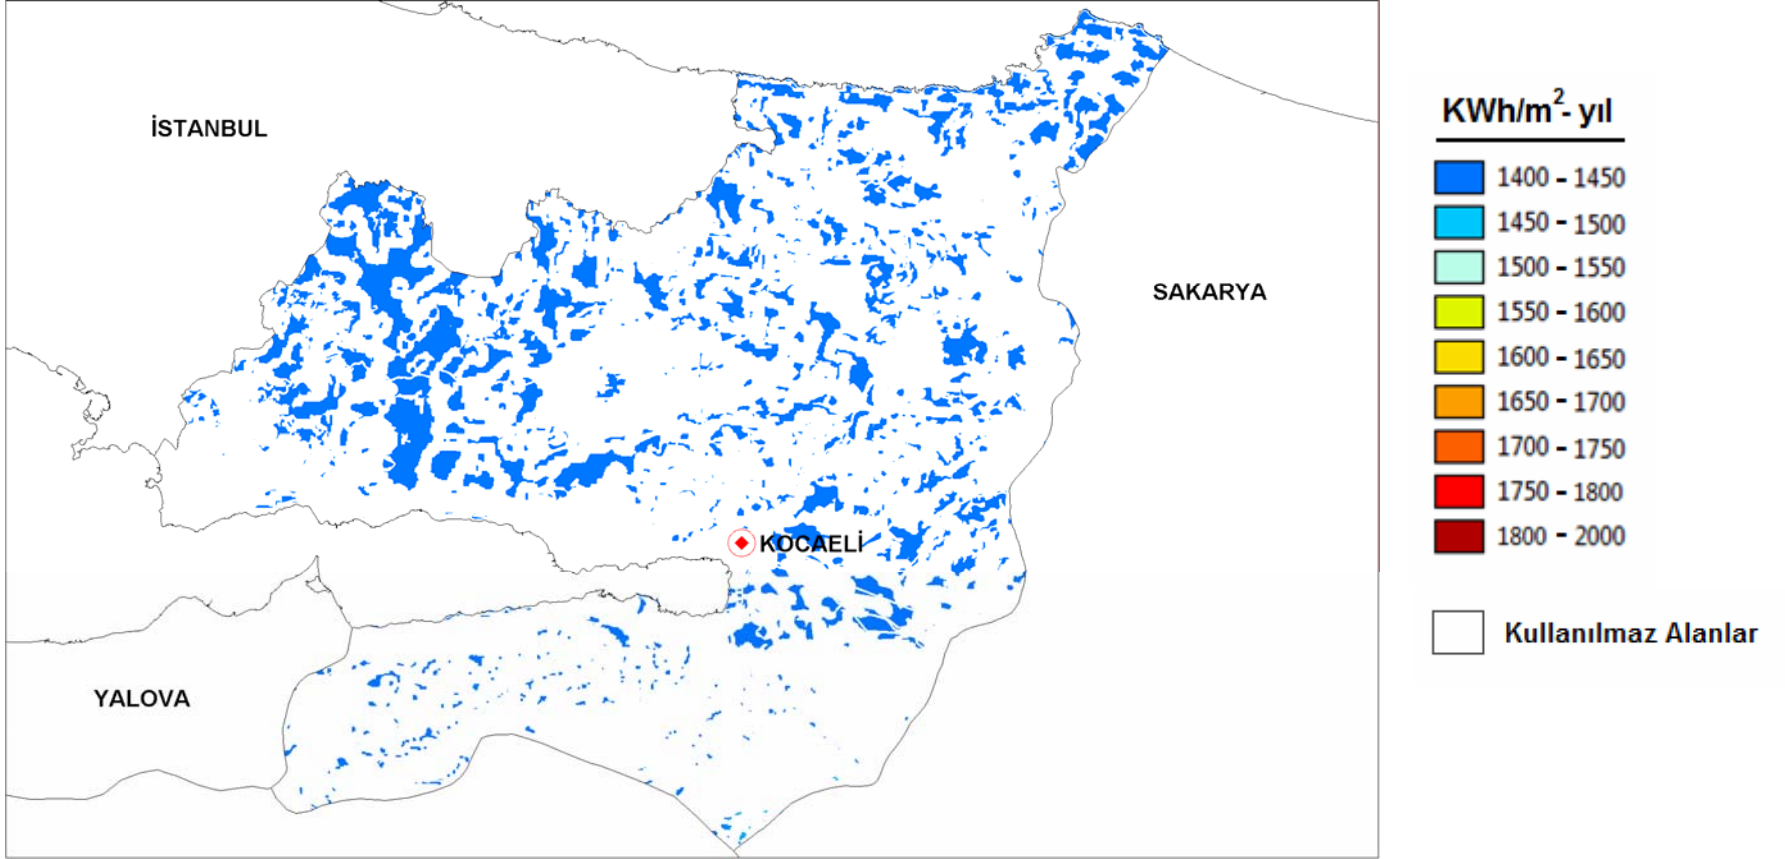 İSTANBUL
SAKARYA
KOCAELİ
YALOVA
KWh/m²- yıl
1400 – 1450
1450 – 1500
1500 – 1550
1550 – 1600
1600 – 1650
1650 – 1700
1700 – 1750
1750 – 1800
1800 – 2000
Kullanılmaz Alanlar